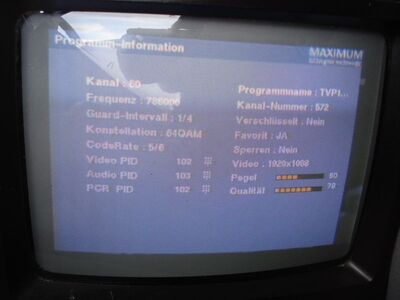 Programm-Information
MAXIMUM
Kanal : 60
Frequenz : 786000
Guard-Intervall : 1/4
Konstellation : 64QAM
CodeRate : 5/6
Video PID 102
Audio PID 103
PCR PID 102
Programmname : TVP1...
Kanal-Nummer : 572
Verschlüsselt : Nein
Favorit : JA
Sperren : Nein
Video : 1920x1088
Pegel 50
Qualität 78